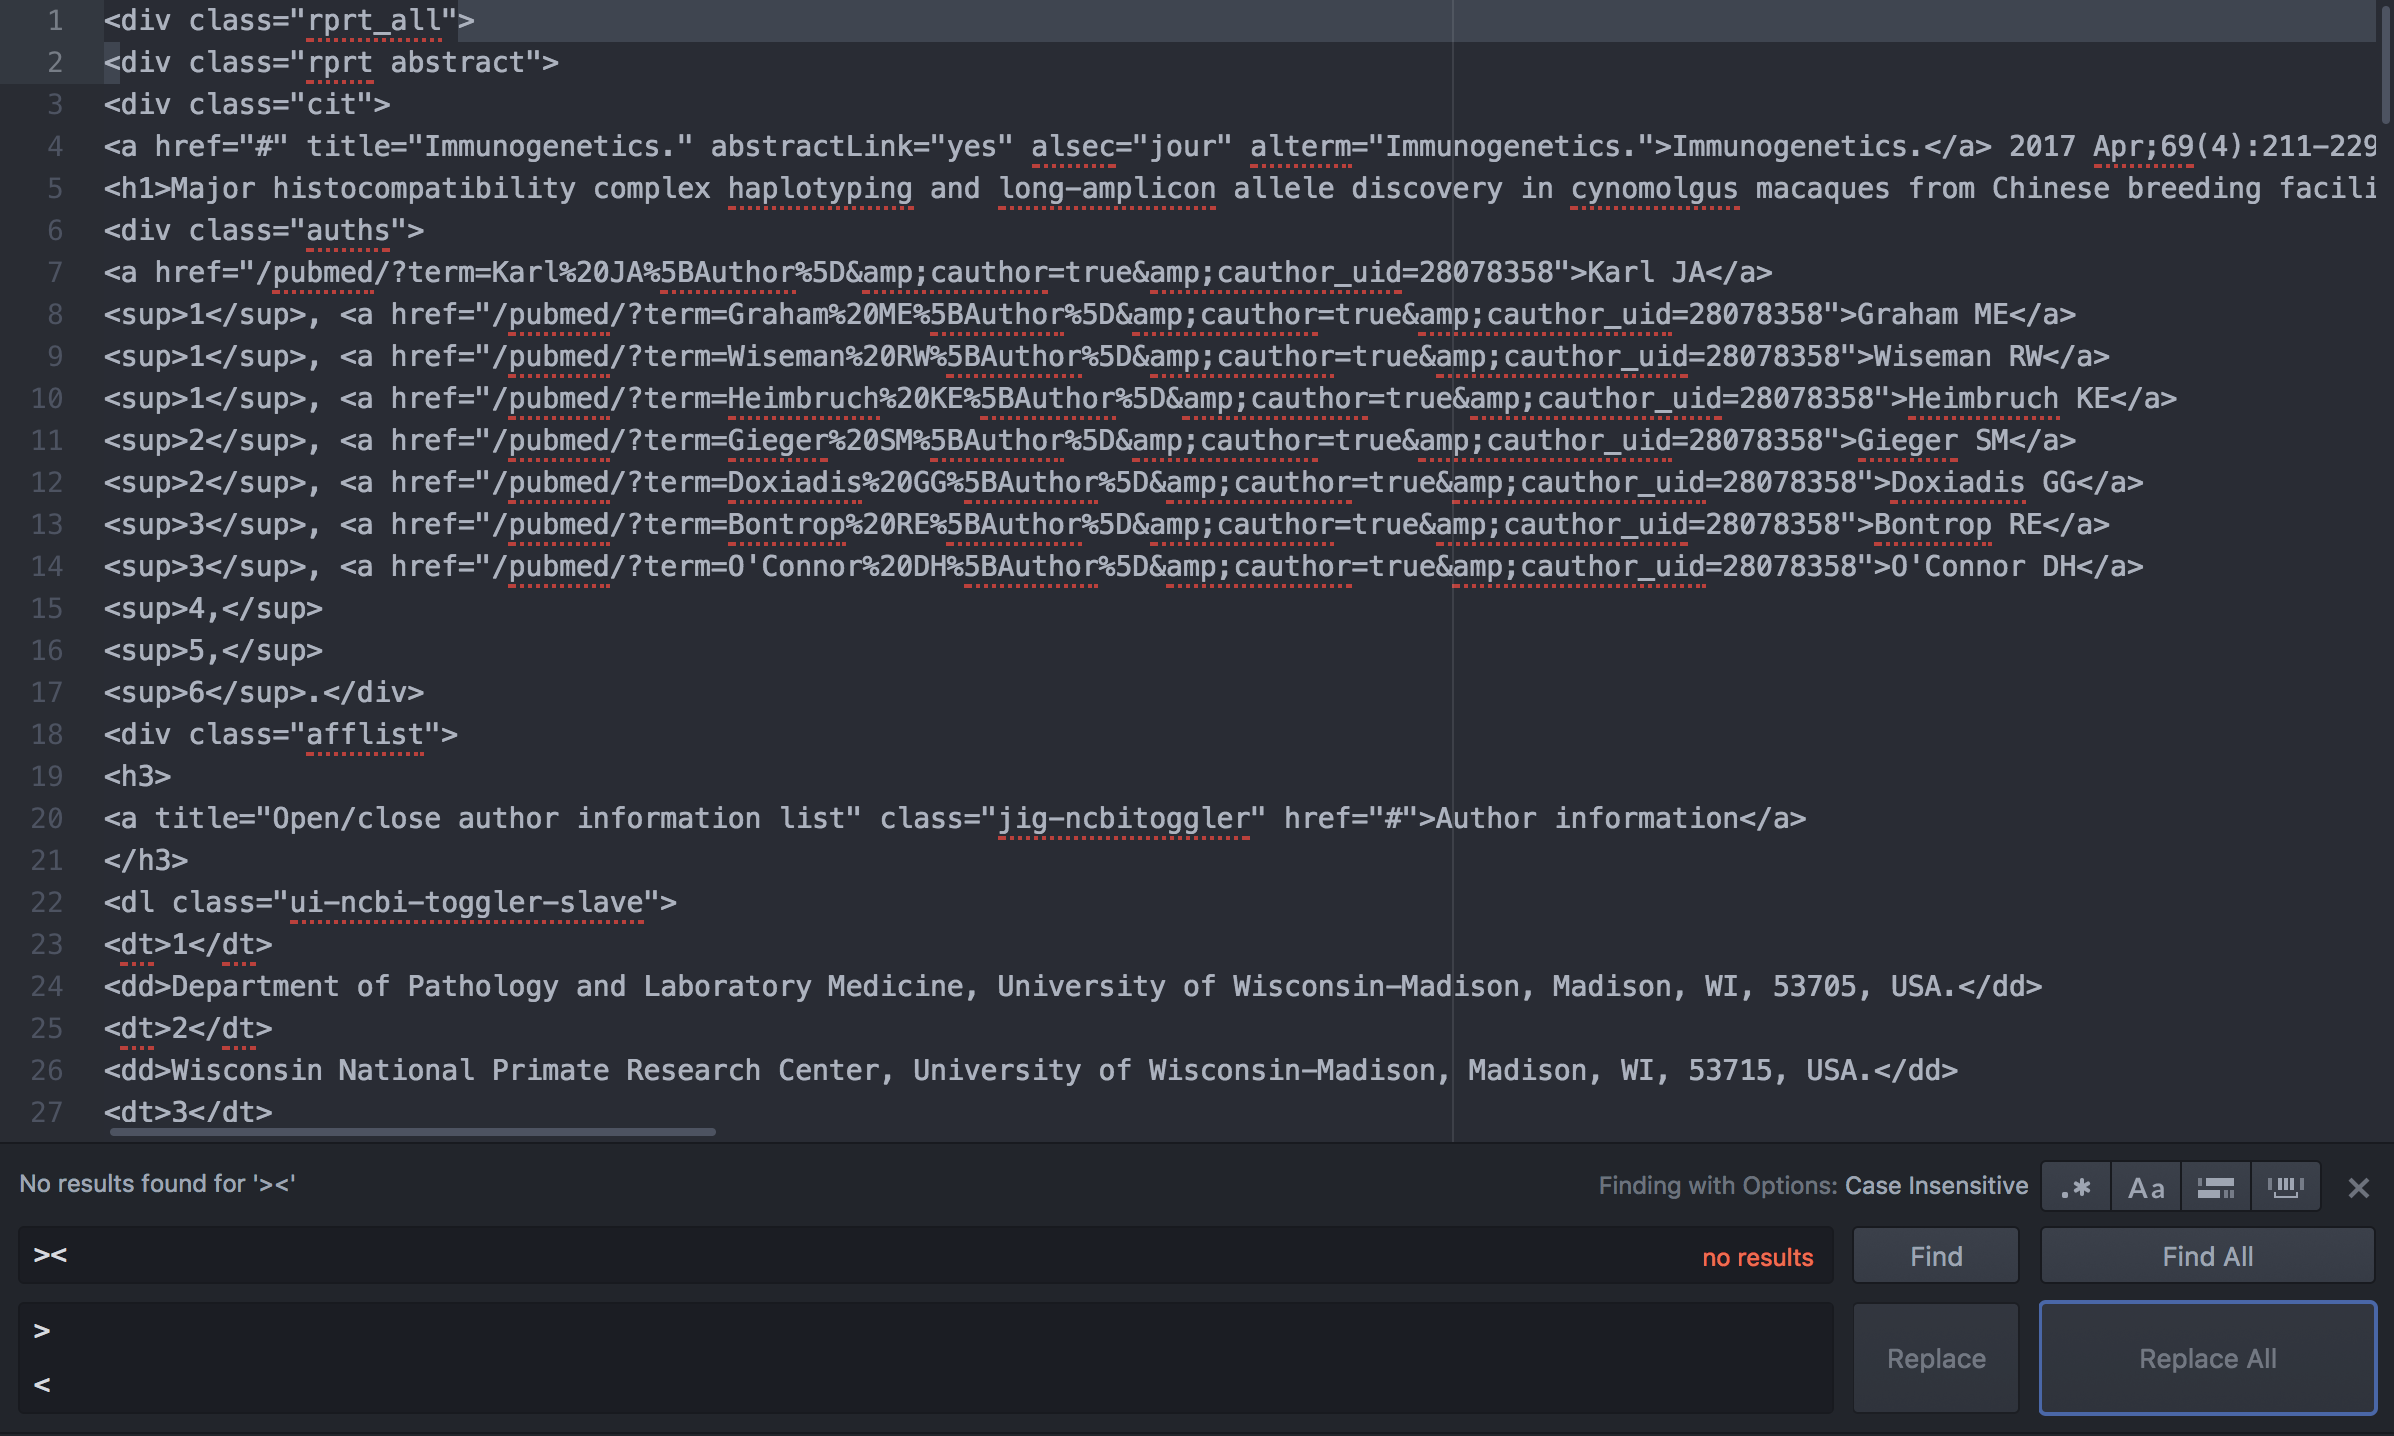 1 <div class="rprt_all">
2 <div class="rprt abstract">
3 <div class="cit">
4 <a href="#" title="Immunogenetics." abstractLink="yes" alsec="jour" alterm="Immunogenetics.">Immunogenetics.</a> 2017 Apr;69(4):211-229
5 <h1>Major histocompatibility complex haplotyping and long-amplicon allele discovery in cynomolgus macaques from Chinese breeding facili
6 <div class="auths">
7 <a href="/pubmed/?term=Karl%20JA%5BAuthor%5D&amp;cauthor=true&amp;cauthor_uid=28078358">Karl JA</a>
8 <sup>1</sup>, <a href="/pubmed/?term=Graham%20ME%5BAuthor%5D&amp;cauthor=true&amp;cauthor_uid=28078358">Graham ME</a>
9 <sup>1</sup>, <a href="/pubmed/?term=Wiseman%20RW%5BAuthor%5D&amp;cauthor=true&amp;cauthor_uid=28078358">Wiseman RW</a>
10 <sup>1</sup>, <a href="/pubmed/?term=Heimbruch%20KE%5BAuthor%5D&amp;cauthor=true&amp;cauthor_uid=28078358">Heimbruch KE</a>
11 <sup>2</sup>, <a href="/pubmed/?term=Gieger%20SM%5BAuthor%5D&amp;cauthor=true&amp;cauthor_uid=28078358">Gieger SM</a>
12 <sup>2</sup>, <a href="/pubmed/?term=Doxiadis%20GG%5BAuthor%5D&amp;cauthor=true&amp;cauthor_uid=28078358">Doxiadis GG</a>
13 <sup>3</sup>, <a href="/pubmed/?term=Bontrop%20RE%5BAuthor%5D&amp;cauthor=true&amp;cauthor_uid=28078358">Bontrop RE</a>
14 <sup>3</sup>, <a href="/pubmed/?term=O'Connor%20DH%5BAuthor%5D&amp;cauthor=true&amp;cauthor_uid=28078358">O'Connor DH</a>
15 <sup>4,</sup>
16 <sup>5,</sup>
17 <sup>6</sup>.</div>
18 <div class="afflist">
19 <h3>
20 <a title="Open/close author information list" class="jig-ncbitoggler" href="#">Author information</a>
21 </h3>
22 <dl class="ui-ncbi-toggler-slave">
23 <dt>1</dt>
24 <dd>Department of Pathology and Laboratory Medicine, University of Wisconsin-Madison, Madison, WI, 53705, USA.</dd>
25 <dt>2</dt>
26 <dd>Wisconsin National Primate Research Center, University of Wisconsin-Madison, Madison, WI, 53715, USA.</dd>
27 <dt>3</dt>
No results found for '><' Finding with Options: Case Insensitive .* Aa
>< no results Find Find All
>
< Replace Replace All